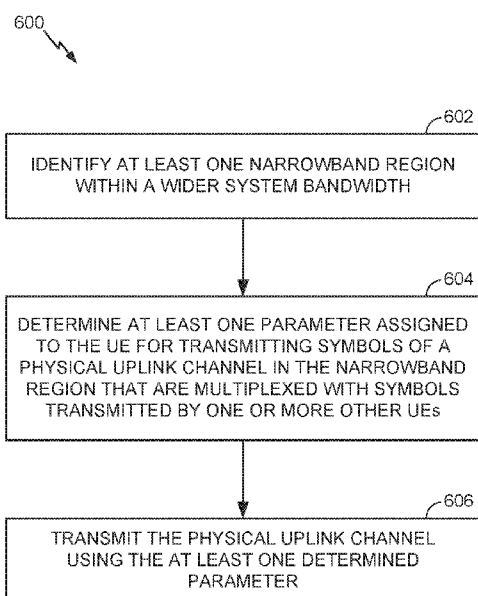 600
602
IDENTIFY AT LEAST ONE NARROWBAND REGION
WITHIN A WIDER SYSTEM BANDWIDTH
604
DETERMINE AT LEAST ONE PARAMETER ASSIGNED
TO THE UE FOR TRANSMITTING SYMBOLS OF A
PHYSICAL UPLINK CHANNEL IN THE NARROWBAND
REGION THAT ARE MULTIPLEXED WITH SYMBOLS
TRANSMITTED BY ONE OR MORE OTHER UEs
606
TRANSMIT THE PHYSICAL UPLINK CHANNEL
USING THE AT LEAST ONE DETERMINED
PARAMETER